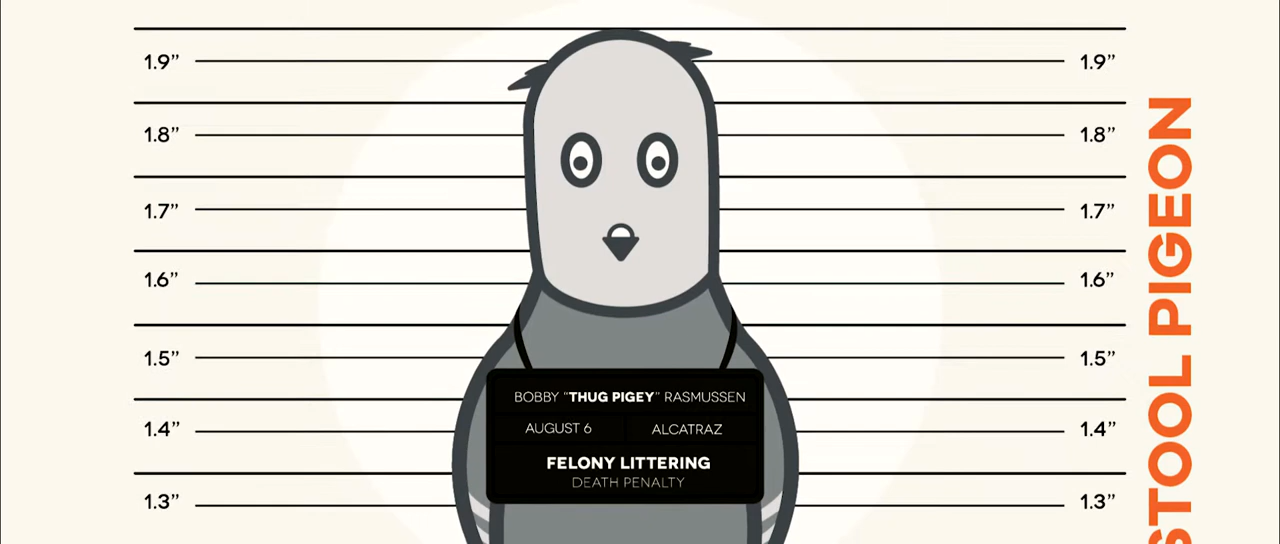 1.9” 1.9”
1.8” 1.8”
1.7” 1.7”
1.6” 1.6”
1.5” 1.5”
1.4” 1.4”
1.3” 1.3”
BOBBY “THUG PIGEY” RASMUSSEN
AUGUST 6 ALCATRAZ
FELONY LITTERING
DEATH PENALTY
STOOL PIGEON